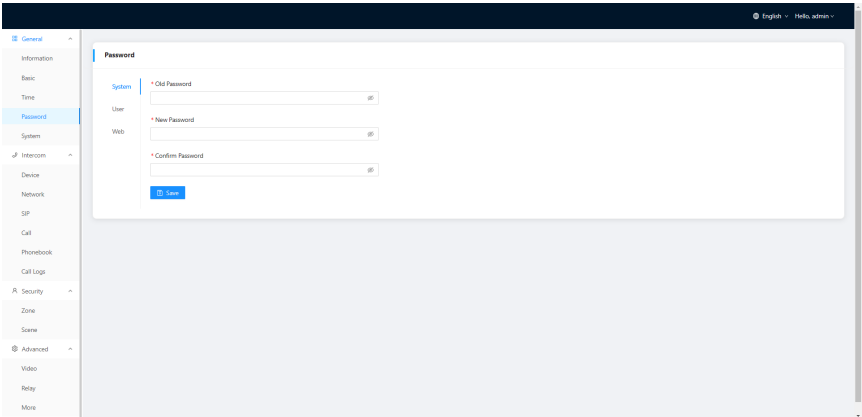 English
Hello, admin
General
Information
Basic
Time
Password
System
Intercom
Device
Network
SIP
Call
Phonebook
Call Logs
Security
Zone
Scene
Advanced
Video
Relay
More
Password
System
User
Web
* Old Password
* New Password
* Confirm Password
Save